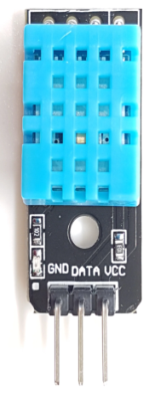 GND DATA VCC